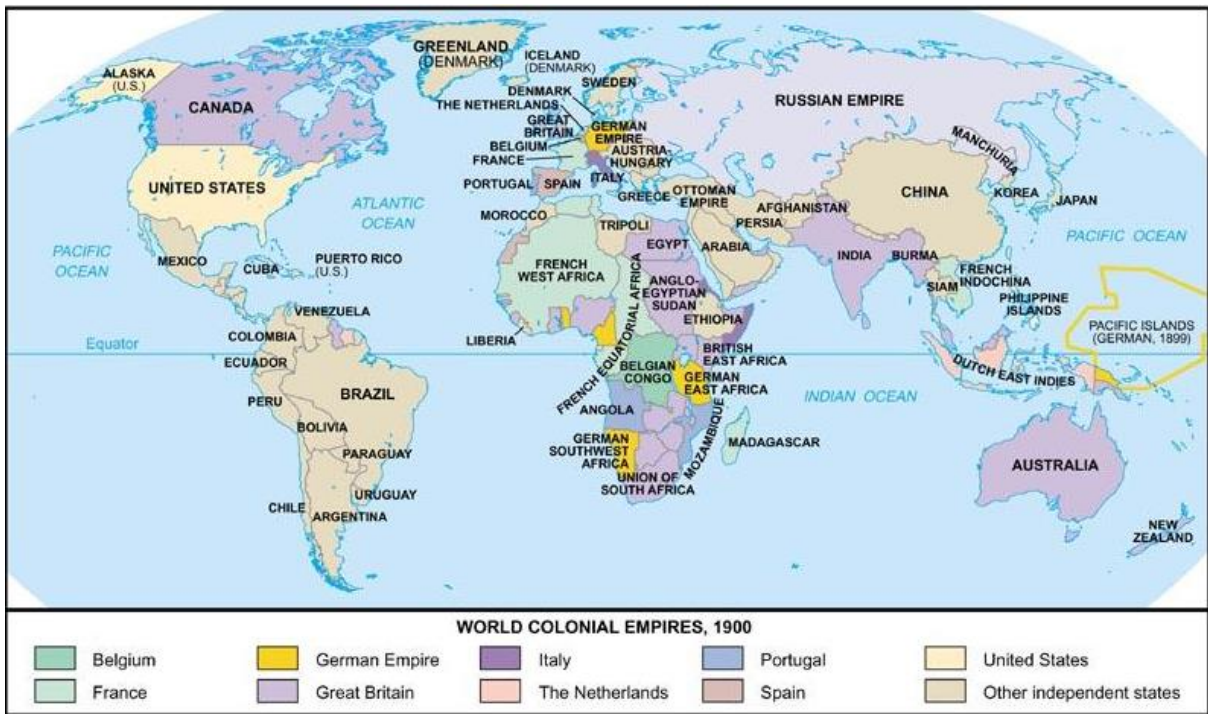 GREENLAND
(DENMARK)
ICELAND
(DENMARK)
ALASKA
(U.S.)
SWEDEN
DENMARK
THE NETHERLANDS
RUSSIAN EMPIRE
CANADA
GREAT
BRITAIN
GERMAN
EMPIRE
BELGIUM
AUSTRIA-
HUNGARY
MANCHURIA
FRANCE
ITALY
UNITED STATES
PORTUGAL
SPAIN
GREECE
OTTOMAN
EMPIRE
AFGHANISTAN
CHINA
KOREA
JAPAN
ATLANTIC
OCEAN
MOROCCO
TRIPOLI
PERSIA
PACIFIC
OCEAN
PACIFIC OCEAN
MEXICO
CUBA
PUERTO RICO
(U.S.)
FRENCH
WEST AFRICA
EGYPT
ARABIA
INDIA
BURMA
FRENCH
INDOCHINA
SIAM
ANGLO-
EGYPTIAN
SUDAN
PHILIPPINE
ISLANDS
VENEZUELA
ETHIOPIA
COLOMBIA
LIBERIA
FRENCH EQUATORIAL AFRICA
PACIFIC ISLANDS
(GERMAN, 1899)
Equator
ECUADOR
BELGIAN
CONGO
BRITISH
EAST AFRICA
DUTCH EAST INDIES
GERMAN
EAST AFRICA
BRAZIL
PERU
ANGOLA
INDIAN OCEAN
BOLIVIA
GERMAN
SOUTHWEST
AFRICA
MOZAMBIQUE
MADAGASCAR
PARAGUAY
AUSTRALIA
UNION OF
SOUTH AFRICA
URUGUAY
CHILE
ARGENTINA
NEW
ZEALAND
WORLD COLONIAL EMPIRES, 1900
Belgium
German Empire
Italy
Portugal
United States
France
Great Britain
The Netherlands
Spain
Other independent states